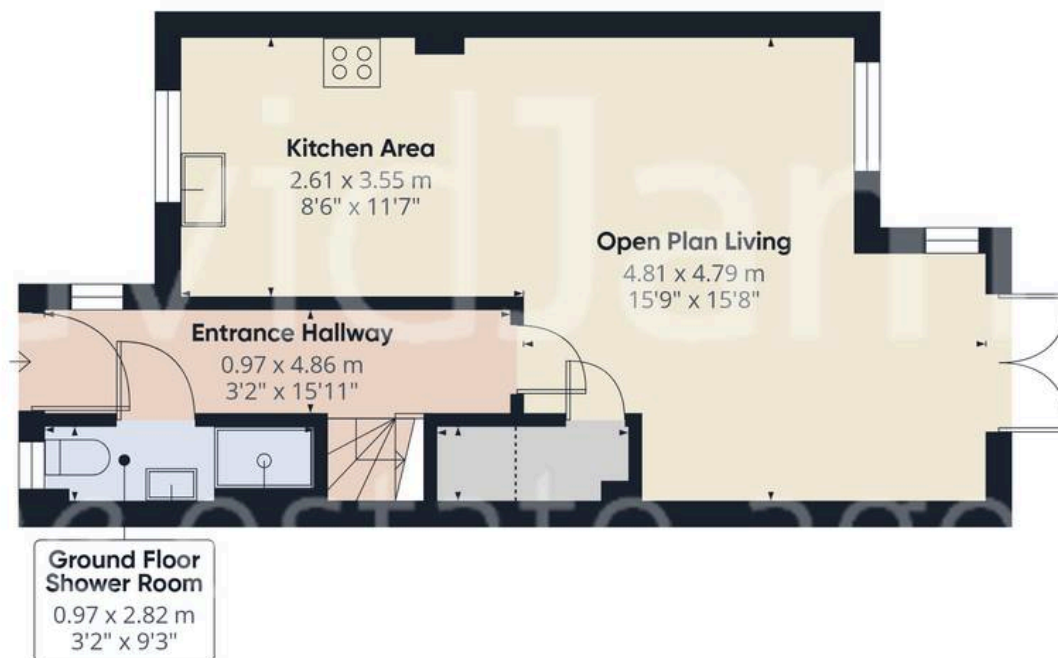 Kitchen Area
2.61 x 3.55 m
8'6" x 11'7"
Open Plan Living
4.81 x 4.79 m
15'9" x 15'8"
Entrance Hallway
0.97 x 4.86 m
3'2" x 15'11"
Ground Floor
Shower Room
0.97 x 2.82 m
3'2" x 9'3"